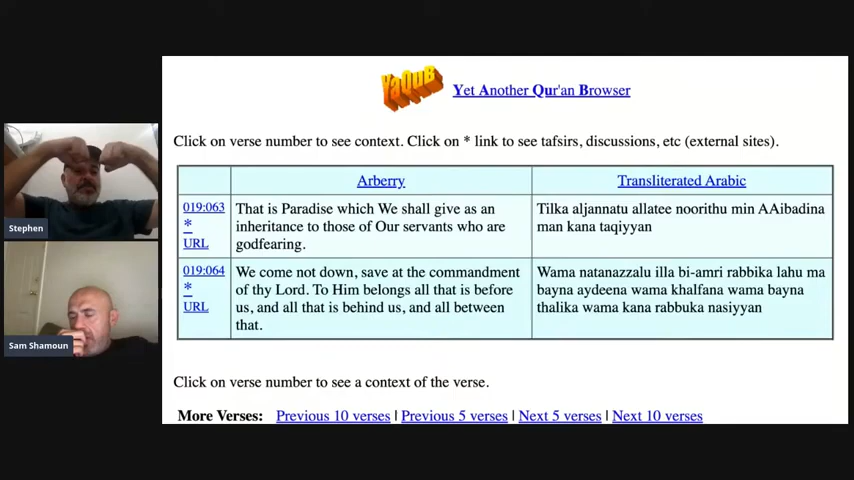 YaQuB
Yet Another Qur'an Browser
Click on verse number to see context. Click on * link to see tafsirs, discussions, etc (external sites).
Arberry
Transliterated Arabic
019:063
*
URL
That is Paradise which We shall give as an
inheritance to those of Our servants who are
godfearing.
Tilka aljannatu allatee noorithu min AAibadina
man kana taqiyyan
019:064
*
URL
We come not down, save at the commandment
of thy Lord. To Him belongs all that is before
us, and all that is behind us, and all between
that.
Wama natanazzalu illa bi-amri rabbika lahu ma
bayna aydeena wama khalfana wama bayna
thalika wama kana rabbuka nasiyyan
Click on verse number to see a context of the verse.
More Verses: Previous 10 verses | Previous 5 verses | Next 5 verses | Next 10 verses
Stephen
Sam Shamoun